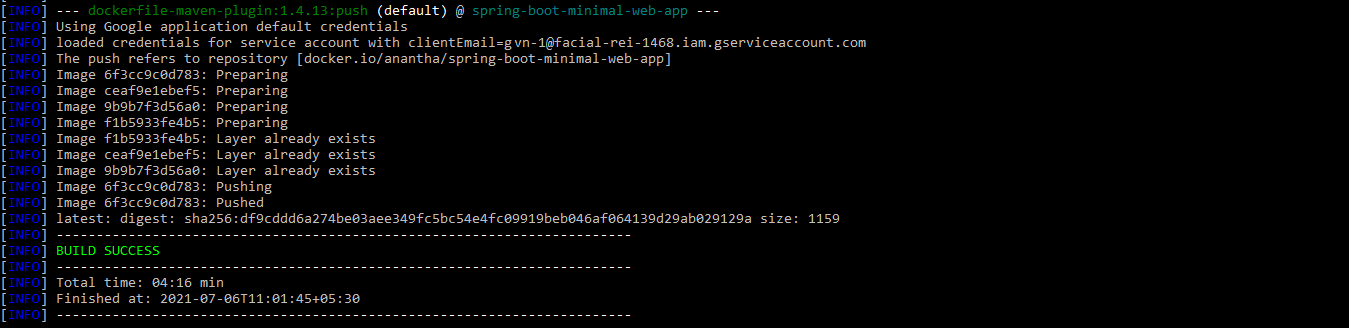 [INFO] --- dockerfile-maven-plugin:1.4.13:push (default) @ spring-boot-minimal-web-app ---
[INFO] Using Google application default credentials
[INFO] loaded credentials for service account with clientEmail=gvn-1@facial-rei-1468.iam.gserviceaccount.com
[INFO] The push refers to repository [docker.io/anantha/spring-boot-minimal-web-app]
[INFO] Image 6f3cc9c0d783: Preparing
[INFO] Image ceaf9e1ebef5: Preparing
[INFO] Image 9b9b7f3d56a0: Preparing
[INFO] Image f1b5933fe4b5: Preparing
[INFO] Image f1b5933fe4b5: Layer already exists
[INFO] Image ceaf9e1ebef5: Layer already exists
[INFO] Image 9b9b7f3d56a0: Layer already exists
[INFO] Image 6f3cc9c0d783: Pushing
[INFO] Image 6f3cc9c0d783: Pushed
[INFO] latest: digest: sha256:df9cddd6a274be03aee349fc5bc54e4fc09919beb046af064139d29ab029129a size: 1159
[INFO] ------------------------------------------------------------------------
[INFO] BUILD SUCCESS
[INFO] ------------------------------------------------------------------------
[INFO] Total time: 04:16 min
[INFO] Finished at: 2021-07-06T11:01:45+05:30
[INFO] ------------------------------------------------------------------------